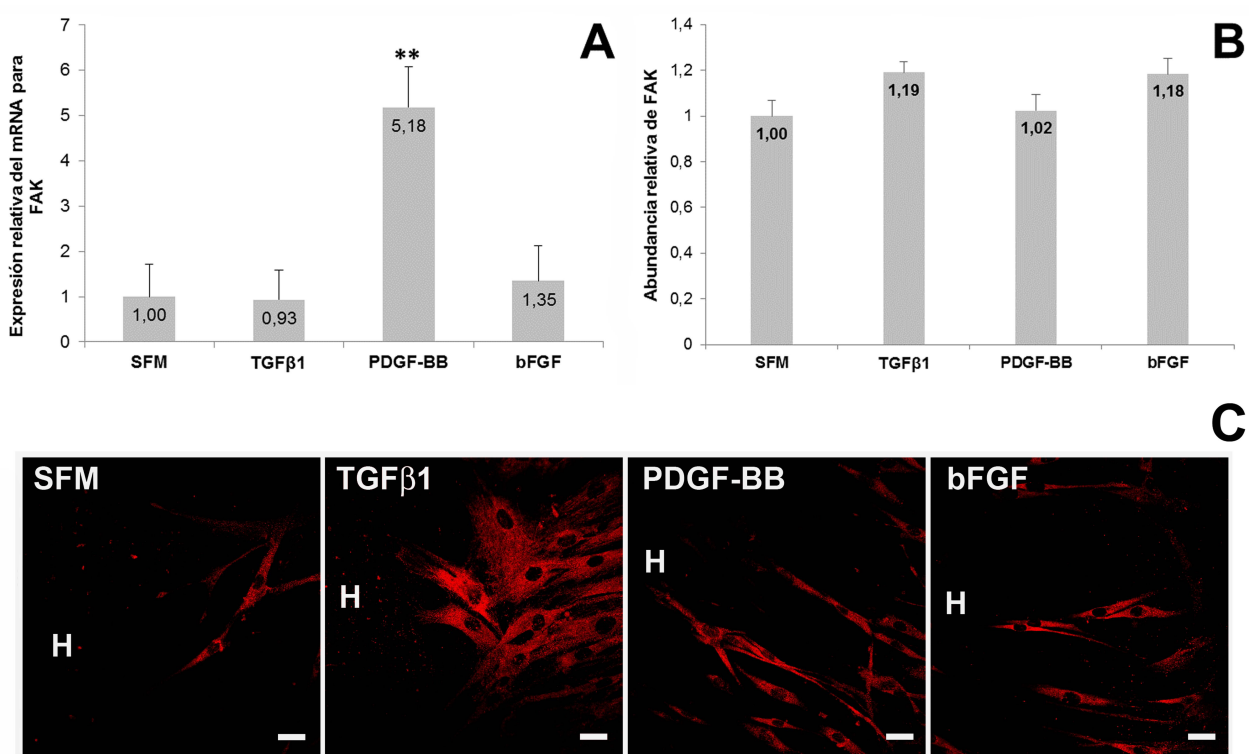 A
Expresión relativa del mRNA para
FAK
7
6
5
4
3
2
1
0
**
1,00
0,93
5,18
1,35
SFM
TGFβ1
PDGF-BB
bFGF
B
Abundancia relativa de FAK
1,4
1,2
1
0,8
0,6
0,4
0,2
0
1,00
1,19
1,02
1,18
SFM
TGFβ1
PDGF-BB
bFGF
C
SFM
H
TGFβ1
H
PDGF-BB
H
bFGF
H